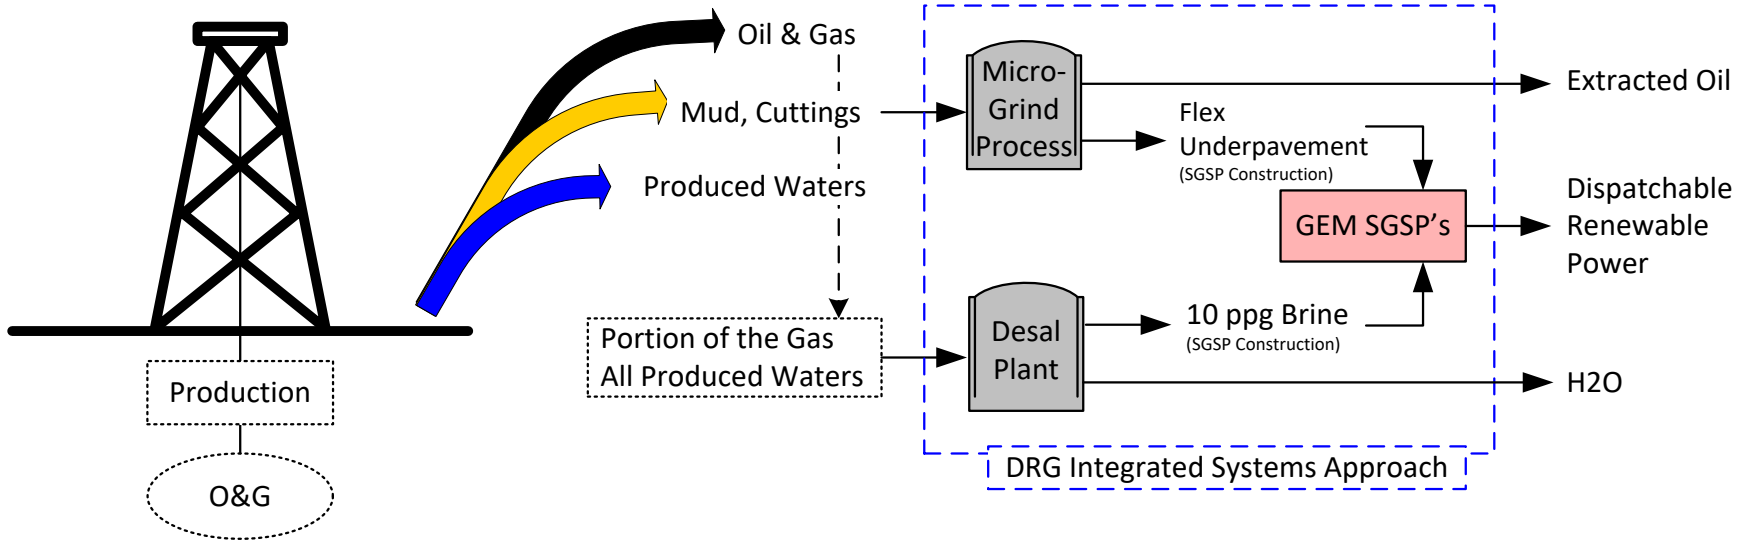 Oil & Gas
Mud, Cuttings
Produced Waters
Portion of the Gas
All Produced Waters
Production
O&G
Micro-
Grind
Process
Flex
Underpavement
(SGSP Construction)
GEM SGSP's
Desal
Plant
10 ppg Brine
(SGSP Construction)
DRG Integrated Systems Approach
Extracted Oil
Dispatchable
Renewable
Power
H2O